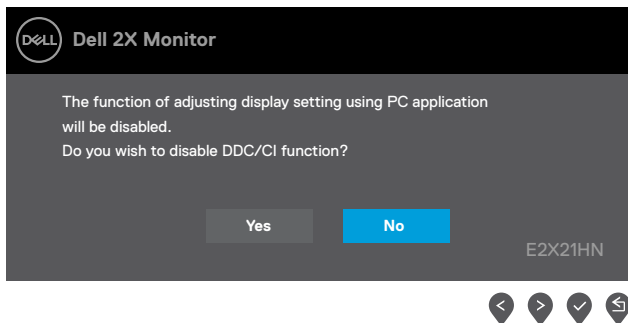 DELL Dell 2X Monitor
The function of adjusting display setting using PC application
will be disabled.
Do you wish to disable DDC/CI function?
Yes No
E2X21HN